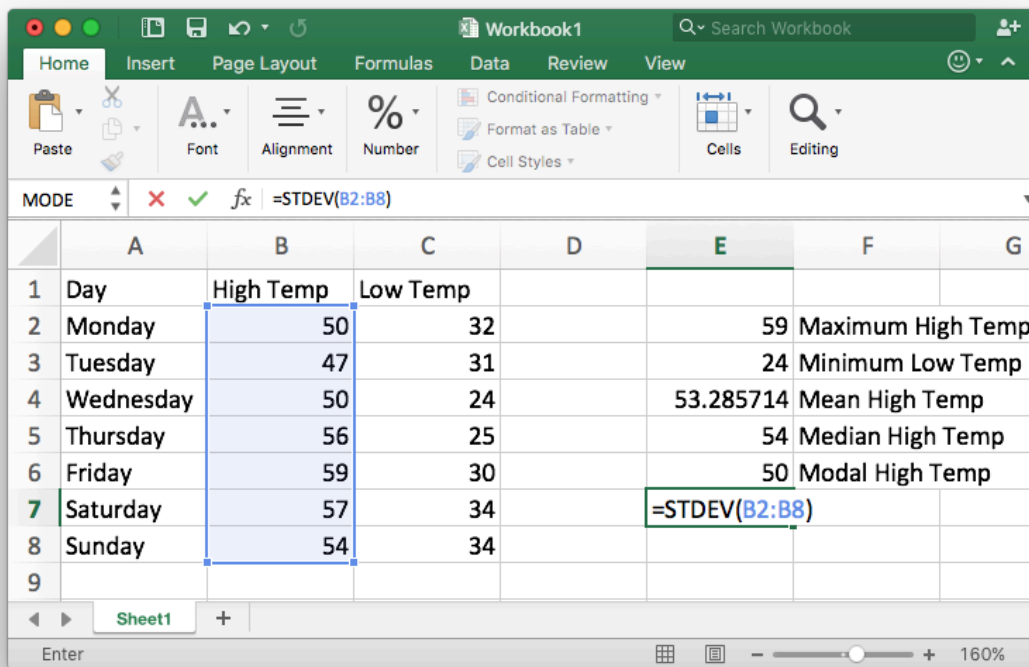 Workbook1
Search Workbook
Home Insert Page Layout Formulas Data Review View
Paste
Font
Alignment
%
Number
Conditional Formatting
Format as Table
Cell Styles
Cells
Editing
MODE fx =STDEV(B2:B8)
A B C D E F G
1 Day High Temp Low Temp
2 Monday 50 32 59 Maximum High Temp
3 Tuesday 47 31 24 Minimum Low Temp
4 Wednesday 50 24 53.285714 Mean High Temp
5 Thursday 56 25 54 Median High Temp
6 Friday 59 30 50 Modal High Temp
7 Saturday 57 34 =STDEV(B2:B8)
8 Sunday 54 34
9
Sheet1 +
Enter − + 160%